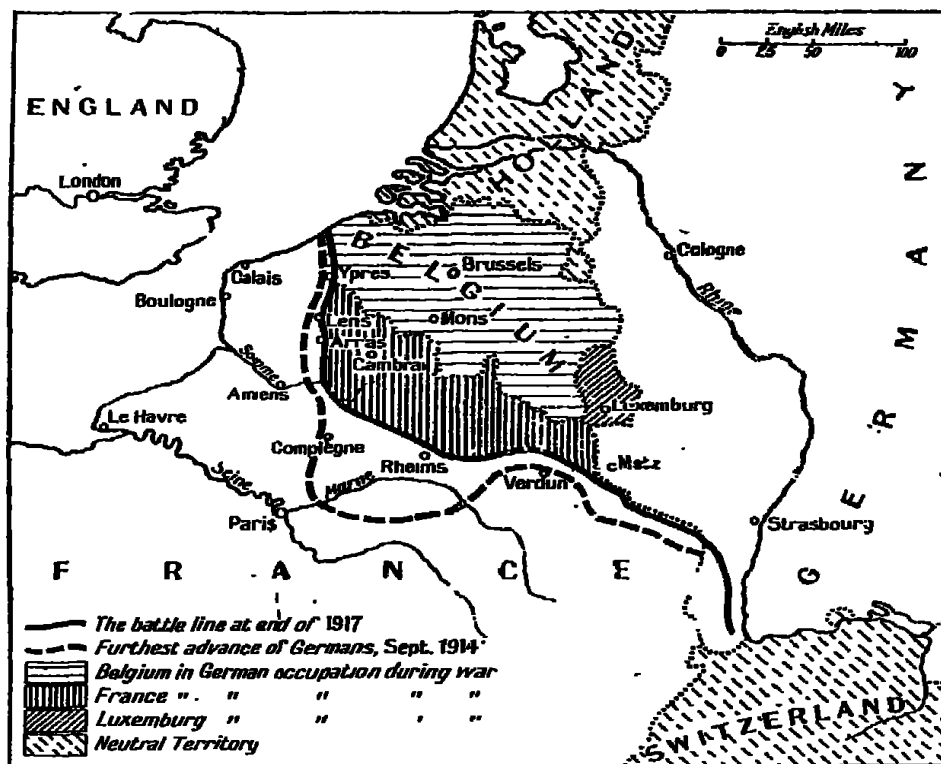 English Miles
0 25 50 100
ENGLAND
HOLLAND
GERMANY
London
BELGIUM
Cologne
Calais
Ypres
Brussels
Rhine
Boulogne
Lens
Mons
Arras
Cambrai
Somme
Amens
Luxemburg
Le Havre
Compiegne
Rheims
Metz
Verdun
Seine
Marne
Paris
Strasbourg
FRANCE
SWITZERLAND
The battle line at end of 1917
Furthest advance of Germans, Sept. 1914
Belgium in German occupation during war
France " " " " "
Luxemburg " " " "
Neutral Territory